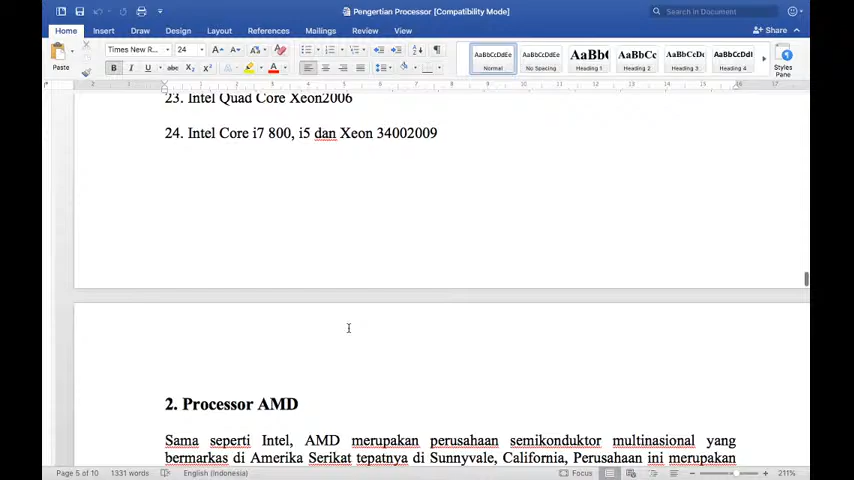 Pengertian Processor [Compatibility Mode]
Search in Document
Home Insert Draw Design Layout References Mailings Review View
Share
Paste
Times New R...
24
AaBbCcDdEe
AaBbCcDdEe
AaBbC
AaBbCc
AaBbCcDc
AaBbCcDdI
Normal
No Spacing
Heading 1
Heading 2
Heading 3
Heading 4
Styles
Pane
23. Intel Quad Core Xeon2006
24. Intel Core i7 800, i5 dan Xeon 34002009
2. Processor AMD
Sama seperti Intel, AMD merupakan perusahaan semikonduktor multinasional yang
bermarkas di Amerika Serikat tepatnya di Sunnyvale, California, Perusahaan ini merupakan
Page 5 of 10 1331 words English (Indonesia) Focus 211%